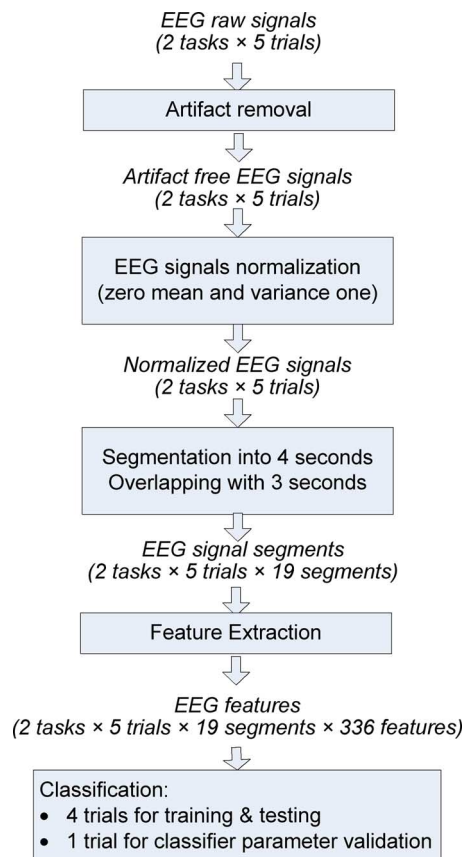 EEG raw signals
(2 tasks × 5 trials)
Artifact removal
Artifact free EEG signals
(2 tasks × 5 trials)
EEG signals normalization
(zero mean and variance one)
Normalized EEG signals
(2 tasks × 5 trials)
Segmentation into 4 seconds
Overlapping with 3 seconds
EEG signal segments
(2 tasks × 5 trials × 19 segments)
Feature Extraction
EEG features
(2 tasks × 5 trials × 19 segments × 336 features)
Classification:
• 4 trials for training & testing
• 1 trial for classifier parameter validation